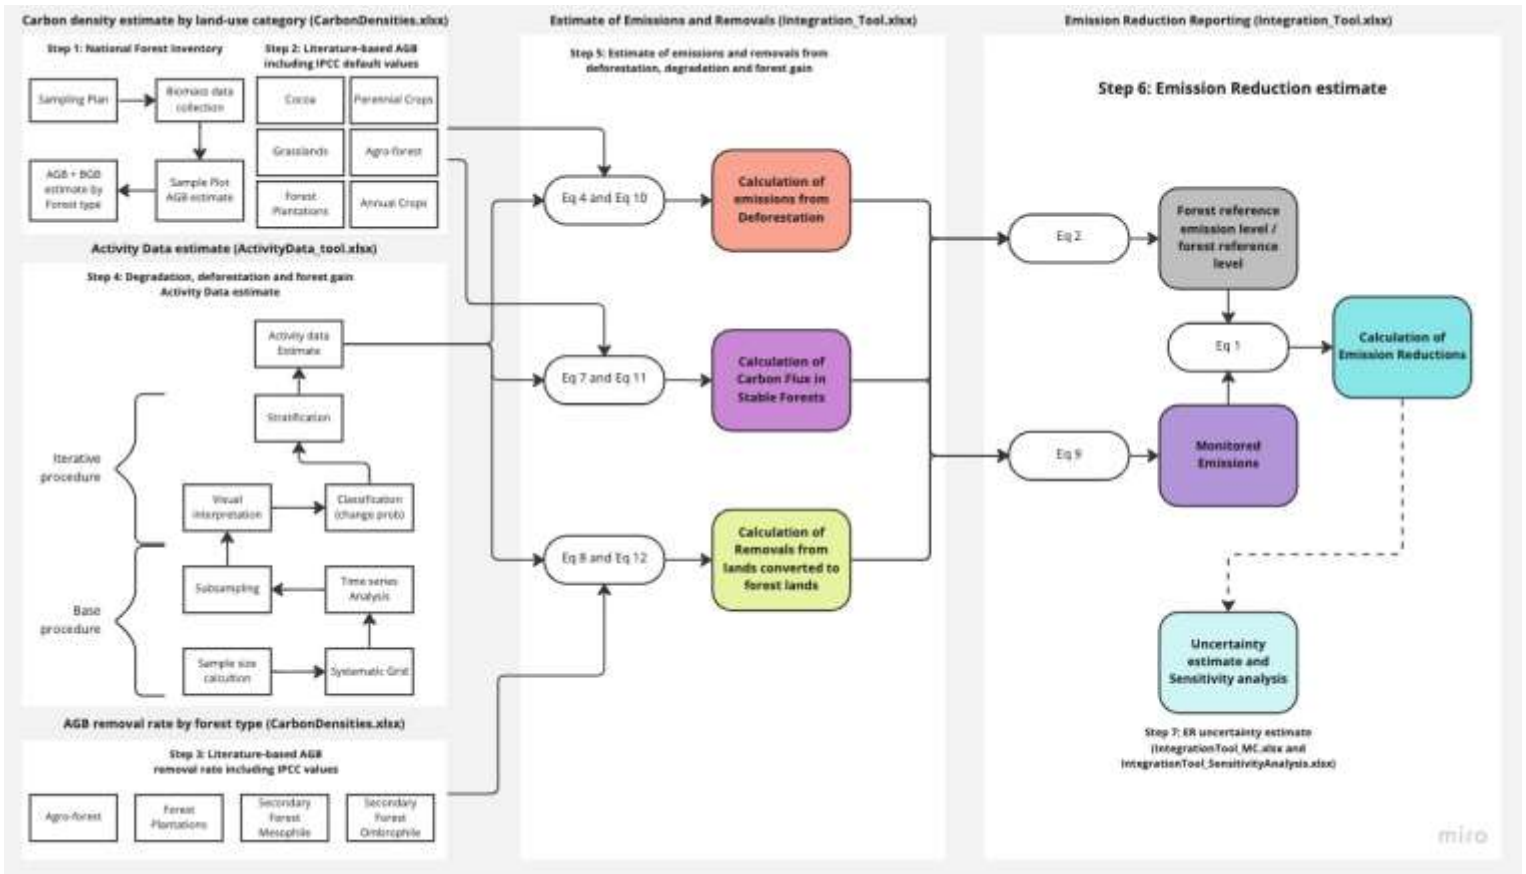 Carbon density estimate by land-use category (CarbonDensities.xlsx)
Step 1: National Forest Inventory
Sampling Plan
Biomass data
collection
AGB + BGB
estimate by
Forest type
Sample Plot
AGB estimate
Step 2: Literature-based AGB
including IPCC default values
Cocoa
Perennial Crops
Grasslands
Agro-forest
Forest
Plantations
Annual Crops
Activity Data estimate (ActivityData_tool.xlsx)
Step 4: Degradation, deforestation and forest gain
Activity Data estimate
Activity data
Estimate
Stratification
Iterative
procedure
Visual
interpretation
Classification
(change prob)
Subsampling
Time series
Analysis
Base
procedure
Sample size
calcultion
Systematic Grid
AGB removal rate by forest type (CarbonDensities.xlsx)
Step 3: Literature-based AGB
removal rate including IPCC values
Agro-forest
Forest
Plantations
Secondary
Forest
Mesophile
Secondary
Forest
Ombrophile
Estimate of Emissions and Removals (Integration_Tool.xlsx)
Step 5: Estimate of emissions and removals from
deforestation, degradation and forest gain
Eq 4 and Eq 10
Calculation of
emissions from
Deforestation
Eq 7 and Eq 11
Calculation of
Carbon Flux in
Stable Forests
Eq 8 and Eq 12
Calculation of
Removals from
lands converted to
forest lands
Emission Reduction Reporting (Integration_Tool.xlsx)
Step 6: Emission Reduction estimate
Eq 2
Forest reference
emission level /
forest reference
level
Eq 1
Calculation of
Emission Reductions
Eq 9
Monitored
Emissions
Uncertainty
estimate and
Sensitivity analysis
Step 7: ER uncertainty estimate
(IntegrationTool_MC.xlsx and
IntegrationTool_SensitivityAnalysis.xlsx)
miro